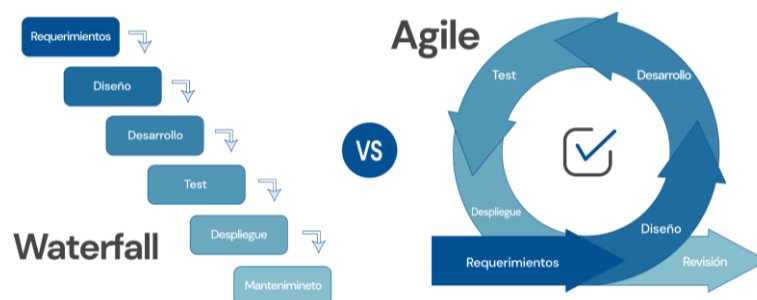 Requerimientos
Diseño
Desarrollo
Test
Despliegue
Mantenimineto
Waterfall
VS
Agile
Test
Desarrollo
Despliegue
Diseño
Requerimientos
Revisión